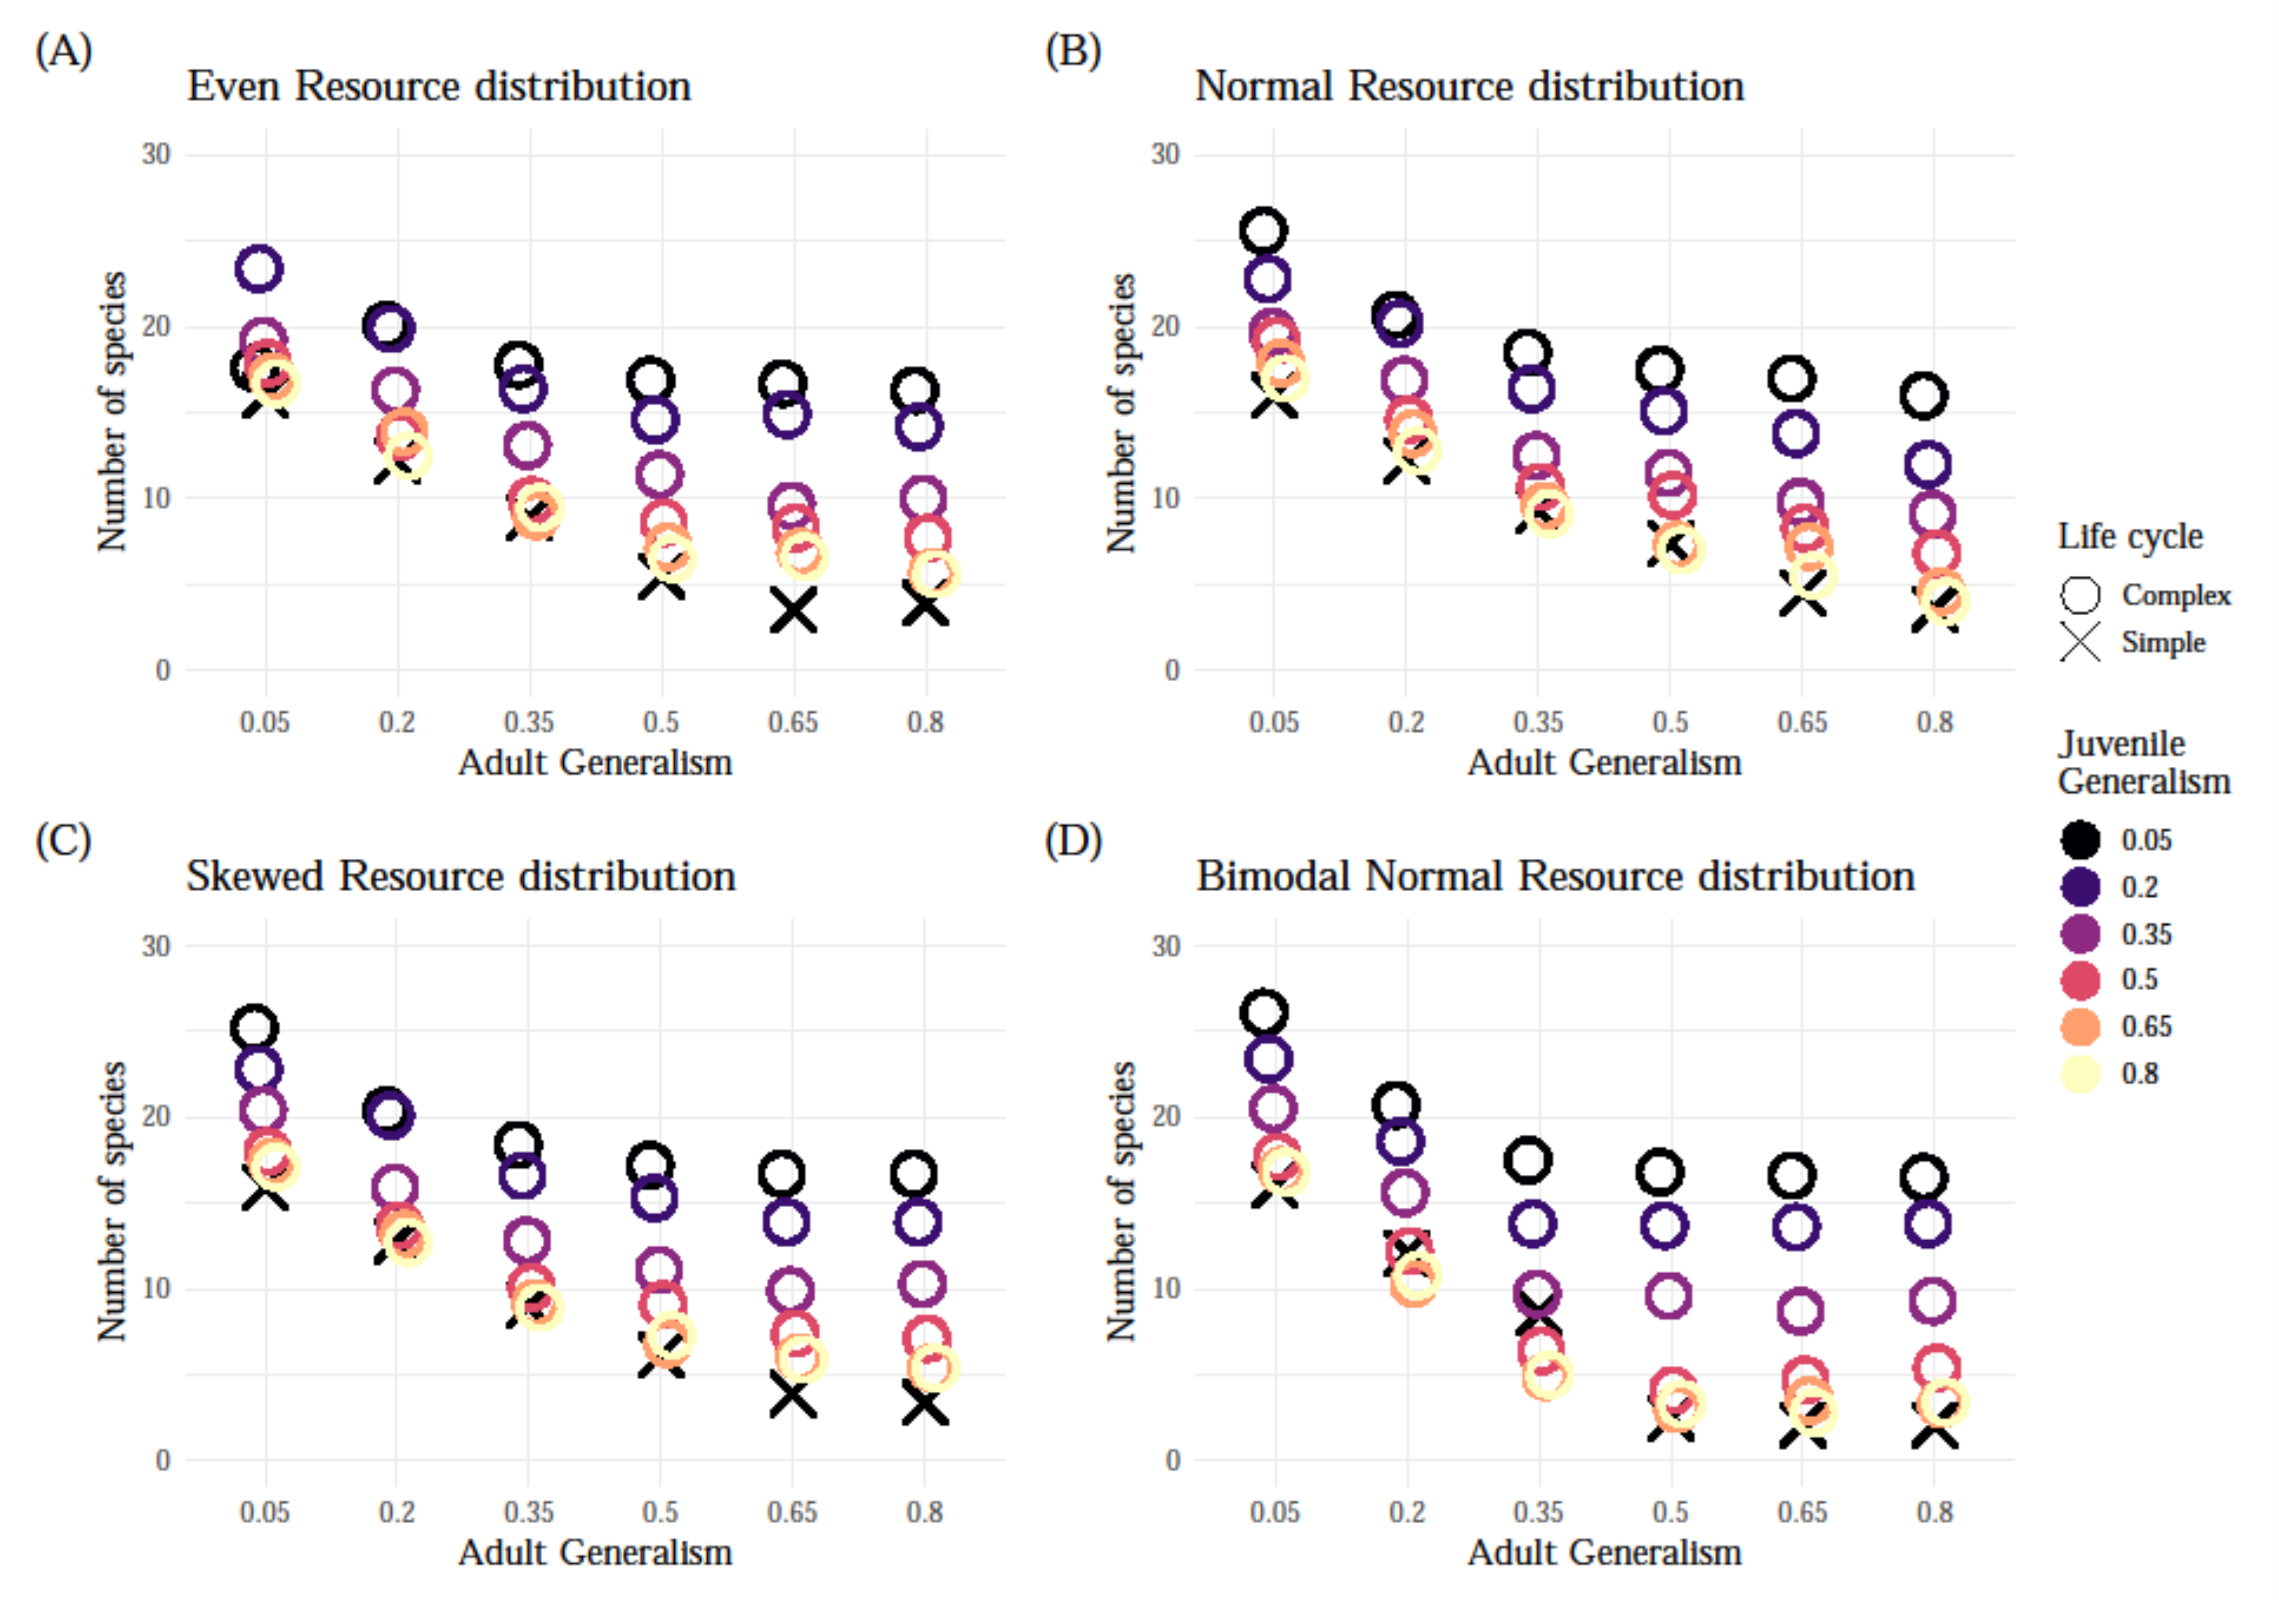 (A)
Even Resource distribution
30
20
10
0
Number of species
0.05 0.2 0.35 0.5 0.65 0.8
Adult Generalism
(B)
Normal Resource distribution
30
20
10
0
Number of species
0.05 0.2 0.35 0.5 0.65 0.8
Adult Generalism
(C)
Skewed Resource distribution
30
20
10
0
Number of species
0.05 0.2 0.35 0.5 0.65 0.8
Adult Generalism
(D)
Bimodal Normal Resource distribution
30
20
10
0
Number of species
0.05 0.2 0.35 0.5 0.65 0.8
Adult Generalism
Life cycle
Complex
Simple
Juvenile
Generalism
0.05
0.2
0.35
0.5
0.65
0.8